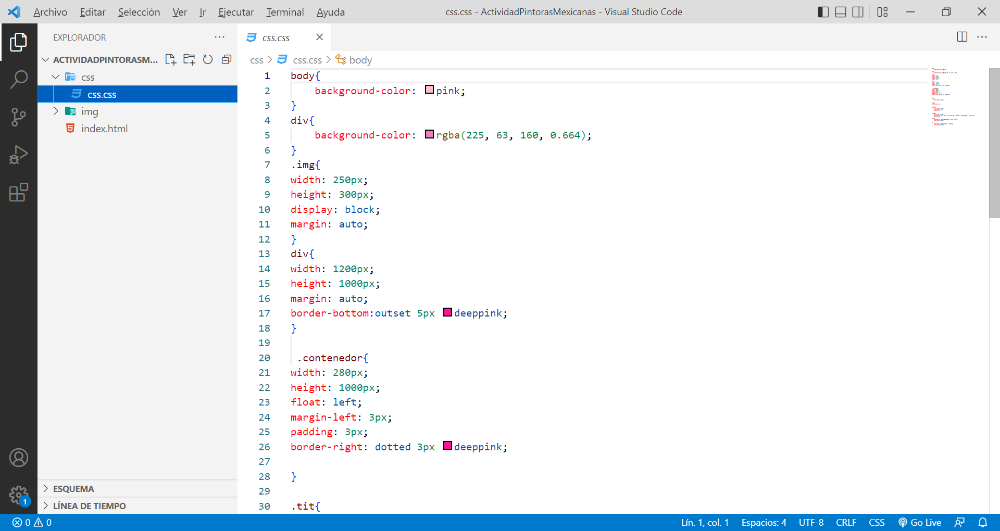 Archivo Editar Selección Ver Ir Ejecutar Terminal Ayuda
css.css - ActividadPintorasMexicanas - Visual Studio Code
EXPLORADOR
ACTIVIDADPINTORASM...
css
css.css
img
index.html
ESQUEMA
LÍNEA DE TIEMPO
1
css.css
css > css.css > body
1 body{
2 background-color: pink;
3 }
4 div{
5 background-color: rgba(225, 63, 160, 0.664);
6 }
7 .img{
8 width: 250px;
9 height: 300px;
10 display: block;
11 margin: auto;
12 }
13 div{
14 width: 1200px;
15 height: 1000px;
16 margin: auto;
17 border-bottom:outset 5px deeppink;
18 }
19
20 .contenedor{
21 width: 280px;
22 height: 1000px;
23 float: left;
24 margin-left: 3px;
25 padding: 3px;
26 border-right: dotted 3px deeppink;
27
28 }
29
30 .tit{
0 0
Lín. 1, col. 1 Espacios: 4 UTF-8 CRLF CSS Go Live